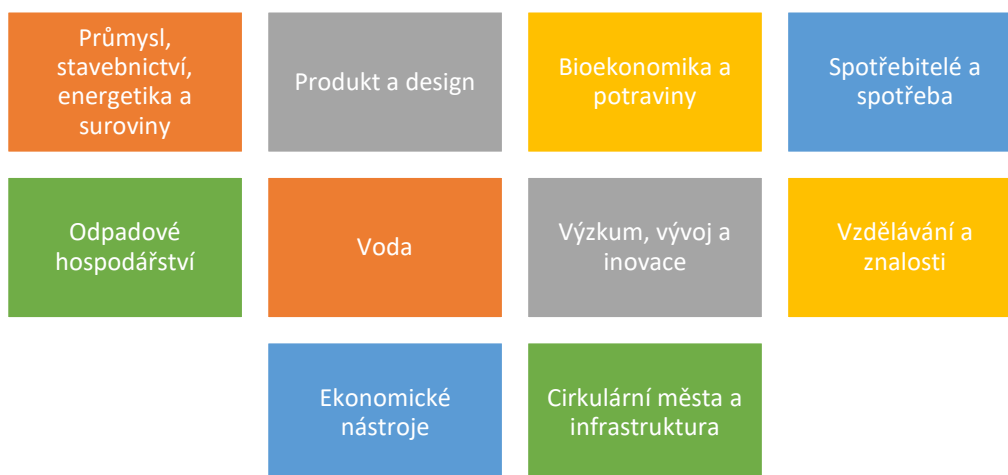 Průmysl,
stavebnictví,
energetika a
suroviny
Produkt a design
Bioekonomika a
potraviny
Spotřebitelé a
spotřeba
Odpadové
hospodářství
Voda
Výzkum, vývoj a
inovace
Vzdělávání a
znalosti
Ekonomické
nástroje
Cirkulární města a
infrastruktura